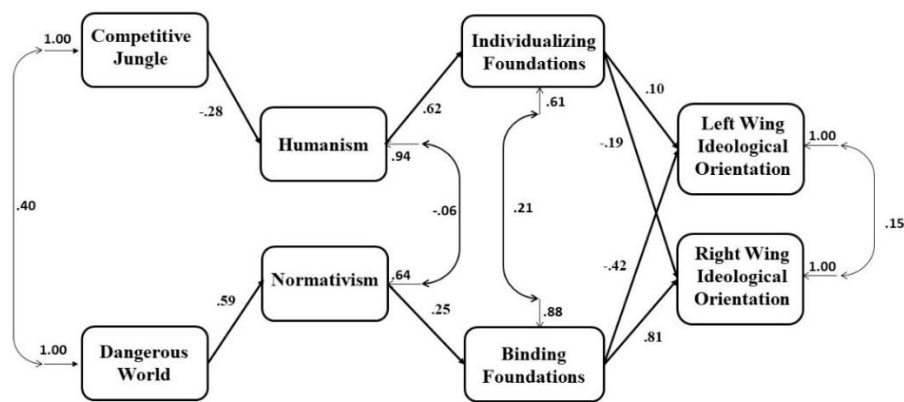 1.00
Competitive
Jungle
-.28
Humanism
.94
.62
Individualizing
Foundations
.61
.10
-.19
Left Wing
Ideological
Orientation
1.00
.40
-.06
.21
.15
Normativism
.64
.59
.25
-.42
.81
Right Wing
Ideological
Orientation
1.00
1.00
Dangerous
World
.88
Binding
Foundations